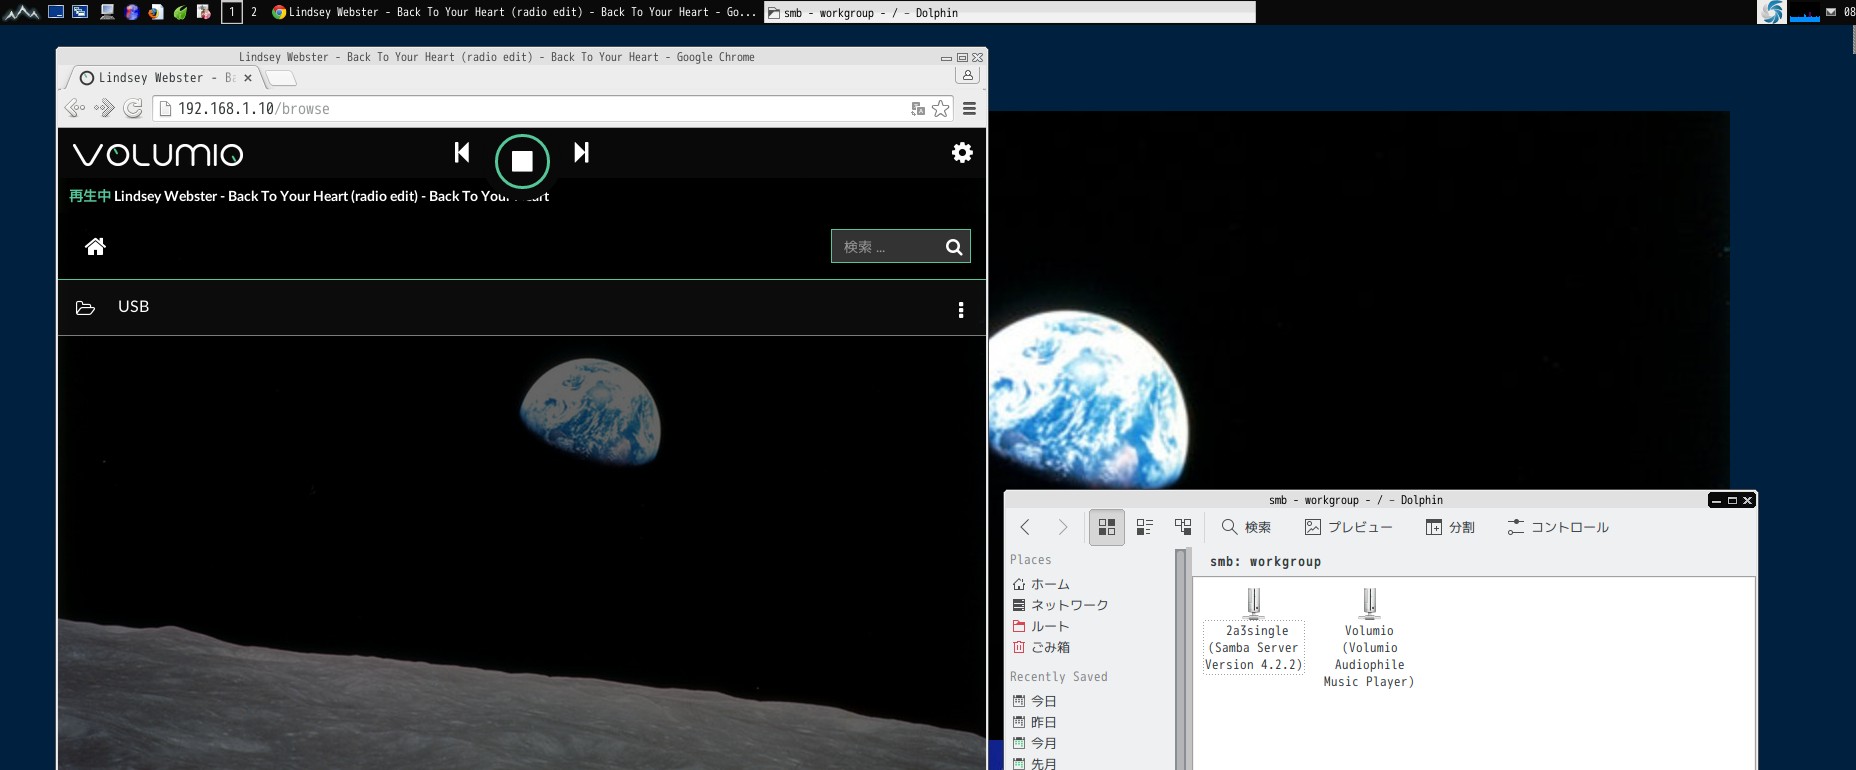 1 2 Lindsey Webster - Back To Your Heart (radio edit) - Back To Your Heart - Go... smb - workgroup - / - Dolphin 08
Lindsey Webster - Back To Your Heart (radio edit) - Back To Your Heart - Google Chrome
Lindsey Webster - Ba
192.168.1.10/browse
VOLUMIO
再生中 Lindsey Webster - Back To Your Heart (radio edit) - Back To Your Heart
検索 ...
USB
smb - workgroup - / - Dolphin
検索 プレビュー 分割 コントロール
Places
ホーム
ネットワーク
ルート
ごみ箱
Recently Saved
今日
昨日
今月
先月
smb: workgroup
2a3single
(Samba Server
Version 4.2.2)
Volumio
(Volumio
Audiophile
Music Player)